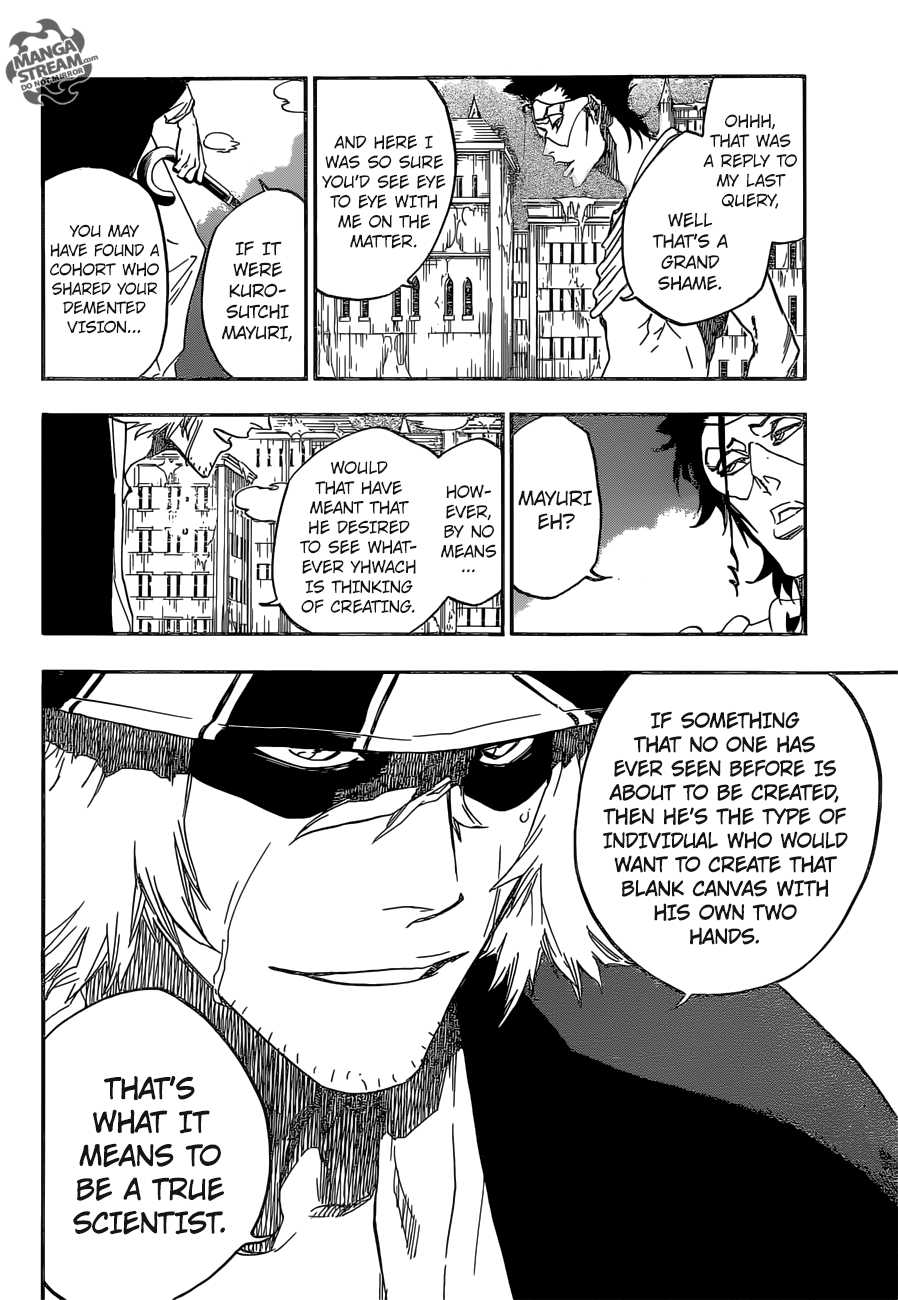 MANGA
STREAM.com
DO NOT MIRROR
OHHH,
THAT WAS
A REPLY TO
MY LAST
QUERY,
WELL
THAT'S A
GRAND
SHAME.
AND HERE I
WAS SO SURE
YOU'D SEE EYE
TO EYE WITH
ME ON THE
MATTER.
IF IT
WERE
KURO-
SUTCHI
MAYURI,
YOU MAY
HAVE FOUND A
COHORT WHO
SHARED YOUR
DEMENTED
VISION...
MAYURI
EH?
HOW-
EVER,
BY NO
MEANS
...
WOULD
THAT HAVE
MEANT THAT
HE DESIRED
TO SEE WHAT-
EVER YHWACH
IS THINKING
OF CREATING.
IF SOMETHING
THAT NO ONE HAS
EVER SEEN BEFORE IS
ABOUT TO BE CREATED,
THEN HE'S THE TYPE OF
INDIVIDUAL WHO WOULD
WANT TO CREATE THAT
BLANK CANVAS WITH
HIS OWN TWO
HANDS.
THAT'S
WHAT IT
MEANS TO
BE A TRUE
SCIENTIST.